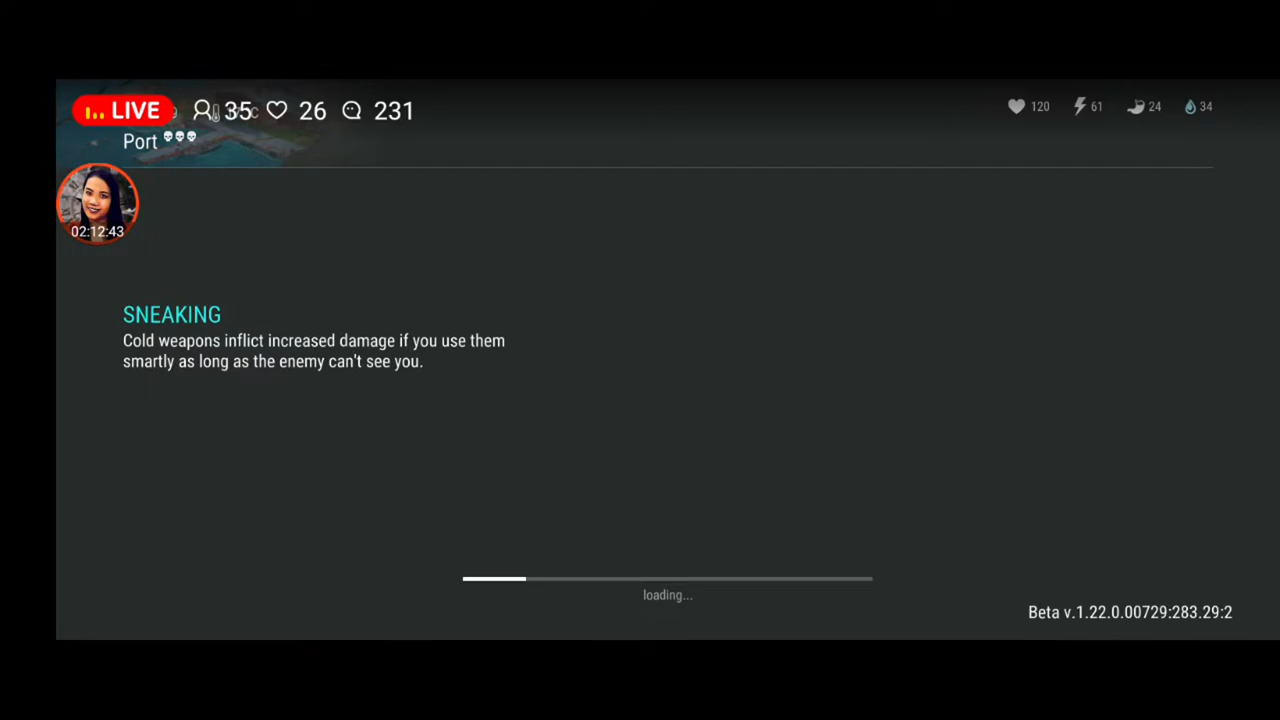 LIVE 35 26 231
120 61 24 34
Port
02:12:43
SNEAKING
Cold weapons inflict increased damage if you use them
smartly as long as the enemy can't see you.
loading...
Beta v.1.22.0.00729:283.29:2